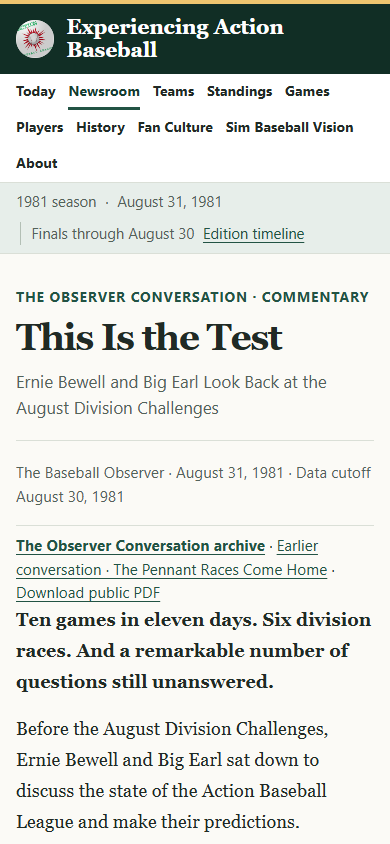 Experiencing Action
Baseball
Today Newsroom Teams Standings Games
Players History Fan Culture Sim Baseball Vision
About
1981 season · August 31, 1981
Finals through August 30 Edition timeline
THE OBSERVER CONVERSATION · COMMENTARY
This Is the Test
Ernie Bewell and Big Earl Look Back at the
August Division Challenges
The Baseball Observer · August 31, 1981 · Data cutoff
August 30, 1981
The Observer Conversation archive · Earlier
conversation · The Pennant Races Come Home ·
Download public PDF
Ten games in eleven days. Six division
races. And a remarkable number of
questions still unanswered.
Before the August Division Challenges,
Ernie Bewell and Big Earl sat down to
discuss the state of the Action Baseball
League and make their predictions.